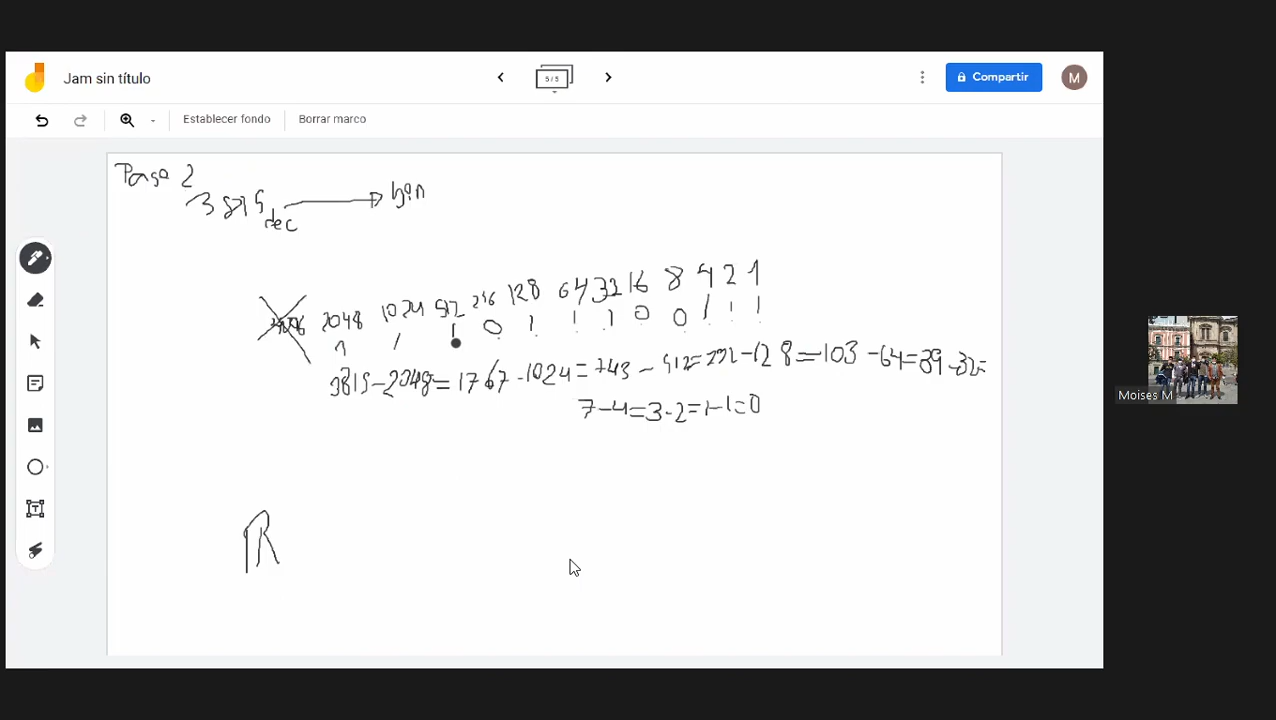 Jam sin título
5 / 5
Compartir
M
Establecer fondo
Borrar marco
Paso 2
3815 dec → bin
4096 2048 1024 512 256 128 64 32 16 8 4 2 1
1 1 1 0 1 1 1 0 0 1 1 1
3815-2048=1767-1024=743-512=231-128=103-64=39-32=
7-4=3-2=1-1=0
R
Moises M